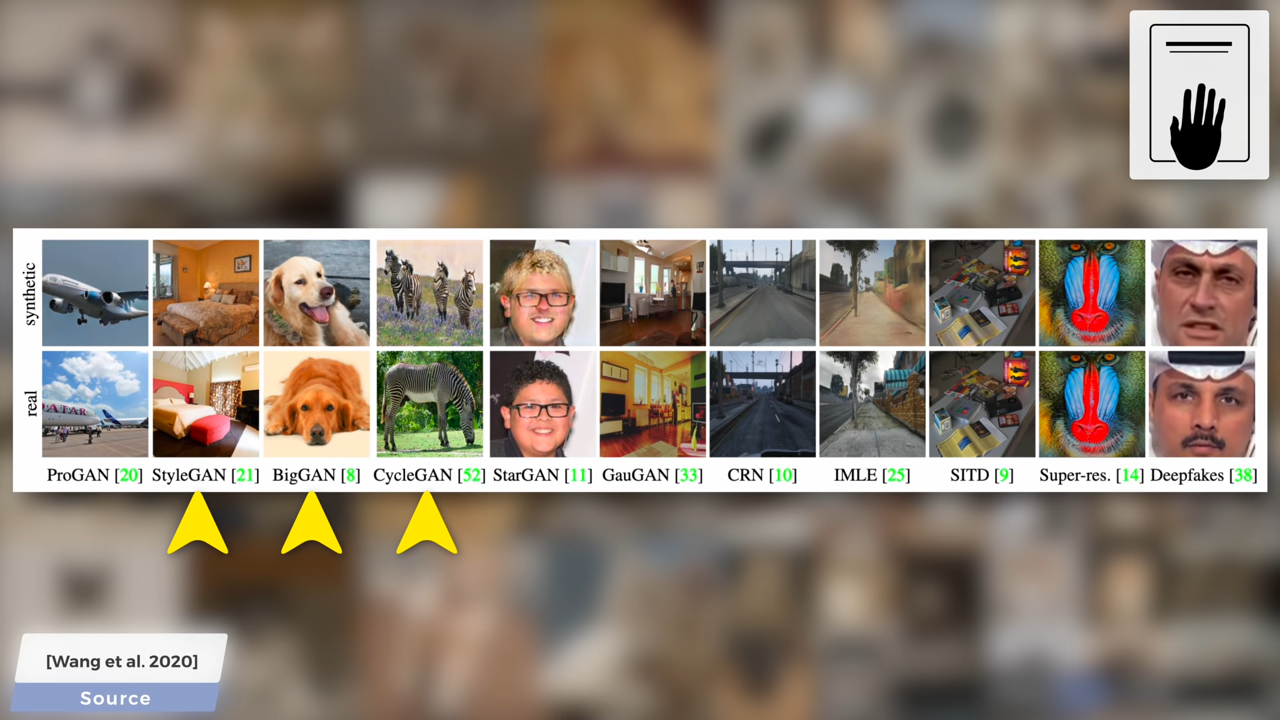 synthetic
real
ProGAN [20] StyleGAN [21] BigGAN [8] CycleGAN [52] StarGAN [11] GauGAN [33] CRN [10] IMLE [25] SITD [9] Super-res. [14] Deepfakes [38]
[Wang et al. 2020]
Source